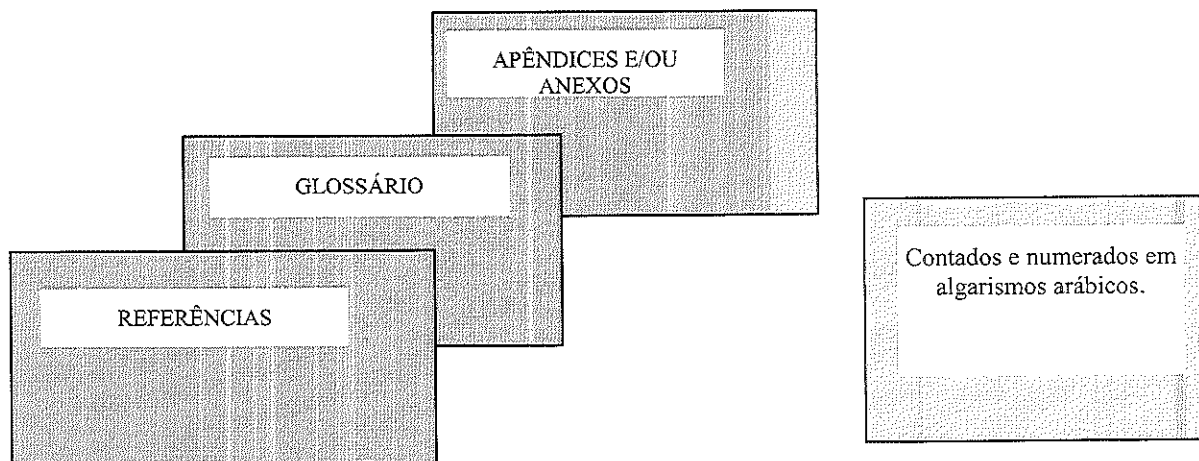 APÊNDICES E/OU
ANEXOS
GLOSSÁRIO
REFERÊNCIAS
Contados e numerados em
algarismos arábicos.